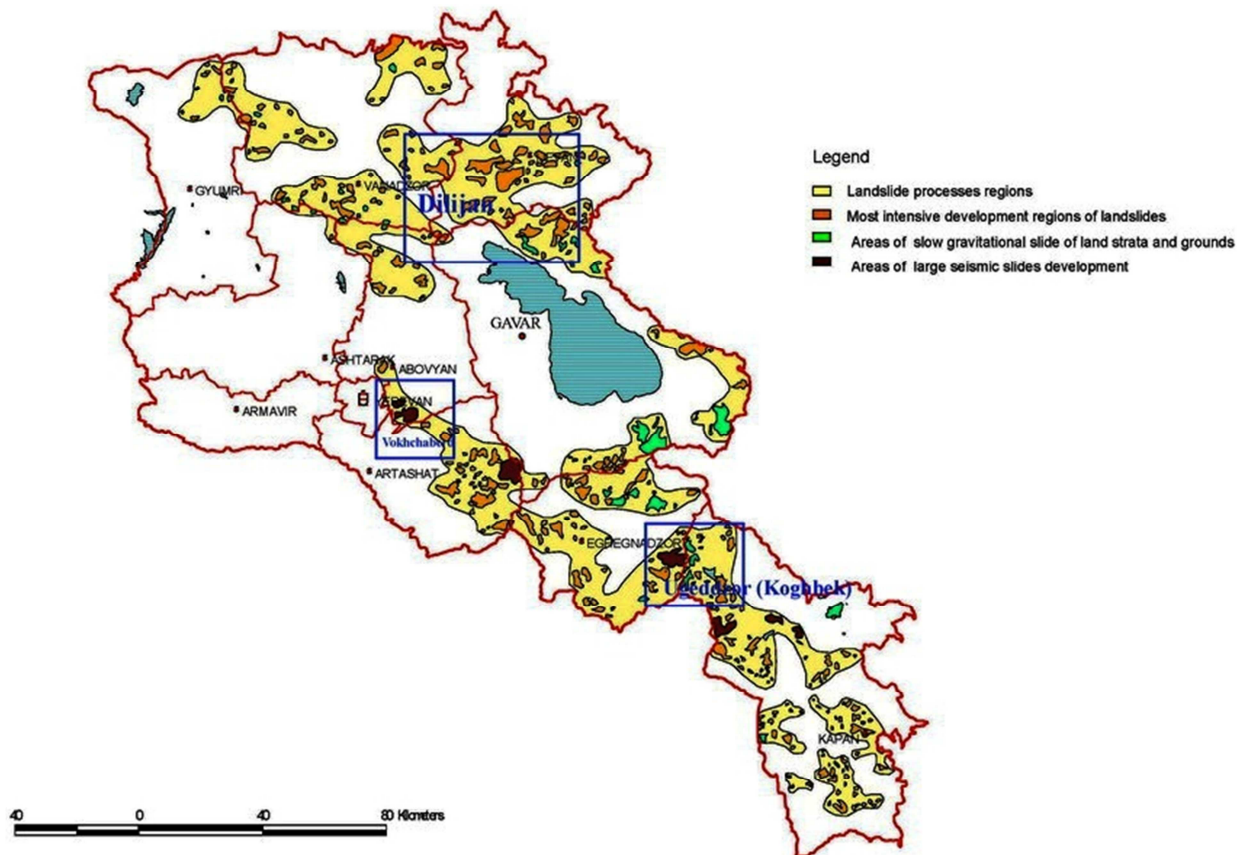 Legend
Landslide processes regions
Most intensive development regions of landslides
Areas of slow gravitational slide of land strata and grounds
Areas of large seismic slides development
GYUMRI
VANADZOR
Dilijan
GAVAR
ASHTARAK
ABOVYAN
YEREVAN
ARMAVIR
Vokhchaberd
ARTASHAT
EGHEGNADZOR
(Koghbek)
KAPAN
40 0 40 80 Kilometers